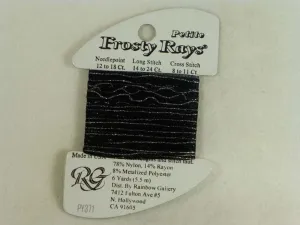 Petite
Frosty Rays®
Needlepoint Long Stitch Cross Stitch
12 to 18 Ct. 14 to 24 Ct. 8 to 11 Ct.
Made in
78% Nylon, 14% Rayon
8% Metalized Polyester
6 Yards (5.5 m)
Dist. By Rainbow Gallery
7412 Fulton Ave #5
N. Hollywood
CA 91605
RG